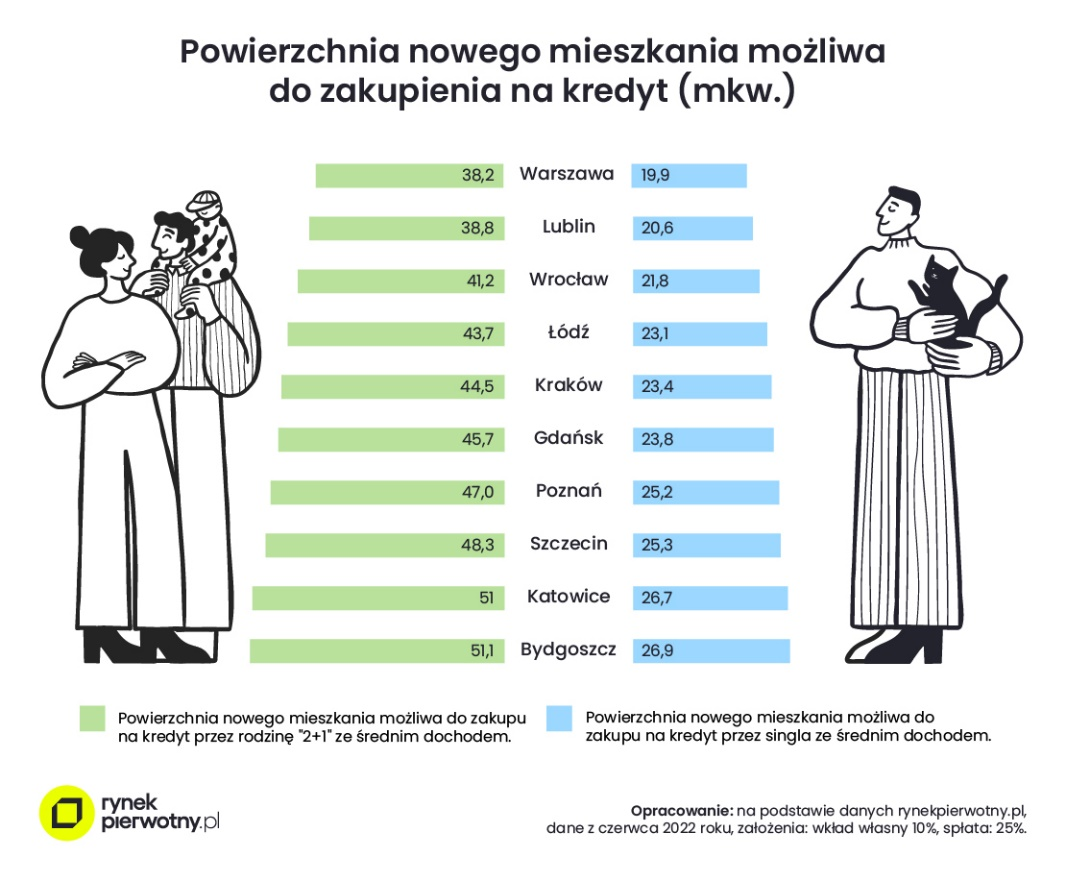 Powierzchnia nowego mieszkania możliwa
do zakupienia na kredyt (mkw.)
38,2 Warszawa 19,9
38,8 Lublin 20,6
41,2 Wrocław 21,8
43,7 Łódź 23,1
44,5 Kraków 23,4
45,7 Gdańsk 23,8
47,0 Poznań 25,2
48,3 Szczecin 25,3
51 Katowice 26,7
51,1 Bydgoszcz 26,9
Powierzchnia nowego mieszkania możliwa do zakupu
na kredyt przez rodzinę "2+1" ze średnim dochodem.
Powierzchnia nowego mieszkania możliwa do
zakupu na kredyt przez singla ze średnim dochodem.
rynek
pierwotny.pl
Opracowanie: na podstawie danych rynekpierwotny.pl,
dane z czerwca 2022 roku, założenia: wkład własny 10%, spłata: 25%.